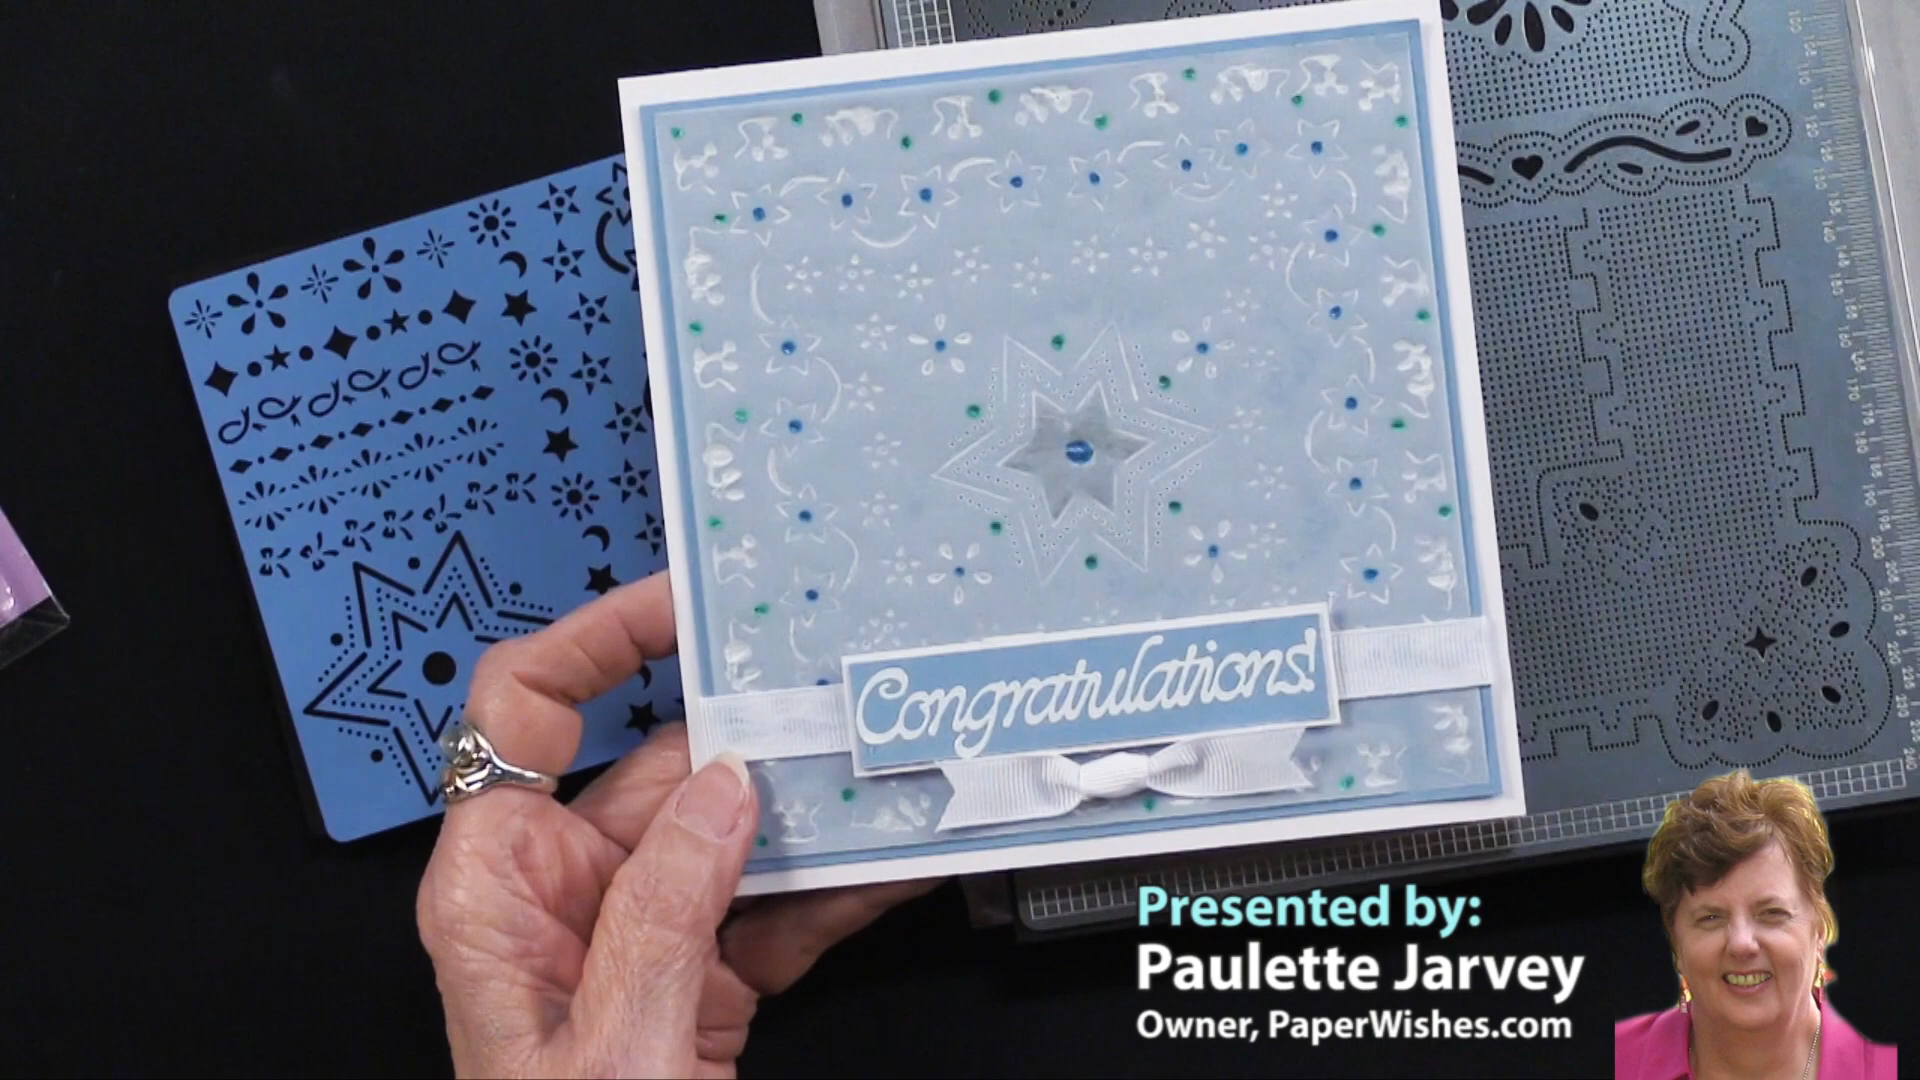 Congratulations!
Presented by:
Paulette Jarvey
Owner, PaperWishes.com